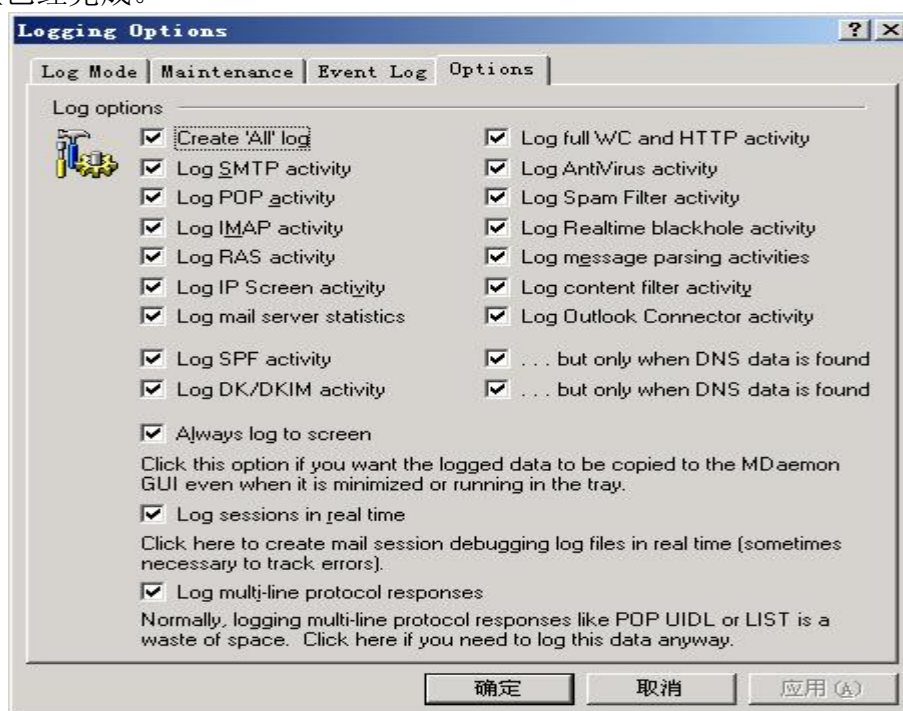 已经完成。
Logging Options
Log Mode Maintenance Event Log Options
Log options
Create 'All' log
Log SMTP activity
Log POP activity
Log IMAP activity
Log RAS activity
Log IP Screen activity
Log mail server statistics
Log full WC and HTTP activity
Log AntiVirus activity
Log Spam Filter activity
Log Realtime blackhole activity
Log message parsing activities
Log content filter activity
Log Outlook Connector activity
Log SPF activity
. . . but only when DNS data is found
Log DK/DKIM activity
. . . but only when DNS data is found
Always log to screen
Click this option if you want the logged data to be copied to the MDaemon
GUI even when it is minimized or running in the tray.
Log sessions in real time
Click here to create mail session debugging log files in real time (sometimes
necessary to track errors).
Log multi-line protocol responses
Normally, logging multi-line protocol responses like POP UIDL or LIST is a
waste of space. Click here if you need to log this data anyway.
确定 取消 应用(A)